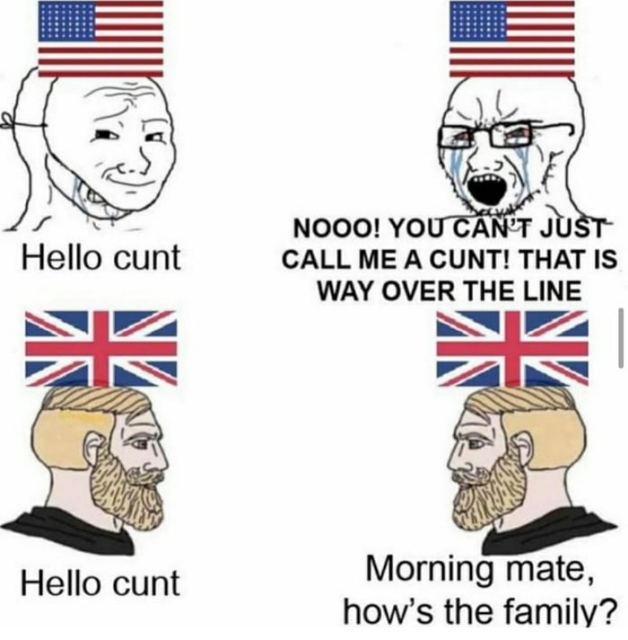 Hello cunt
NOOO! YOU CAN'T JUST
CALL ME A CUNT! THAT IS
WAY OVER THE LINE
Hello cunt
Morning mate,
how's the family?